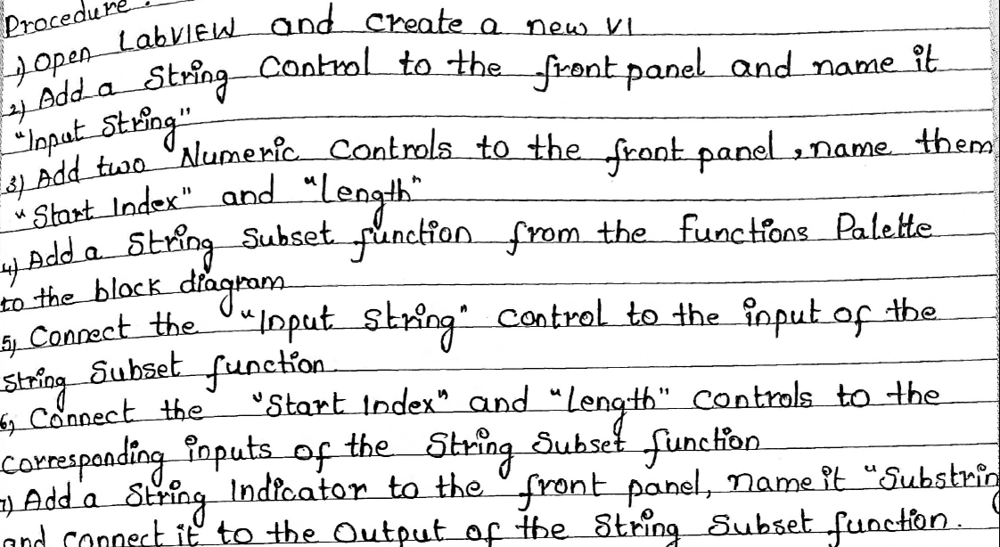 Procedure :
1) Open LabVIEW and create a new VI
2) Add a String Control to the front panel and name it
"Input String"
3) Add two Numeric Controls to the front panel, name them
"Start Index" and "length"
4) Add a String Subset function from the functions Palette
to the block diagram
5) Connect the "Input String" control to the input of the
String Subset function.
6) Connect the "Start Index" and "length" controls to the
corresponding inputs of the String Subset function
7) Add a String Indicator to the front panel, name it "Substrin
and connect it to the Output of the String Subset function.